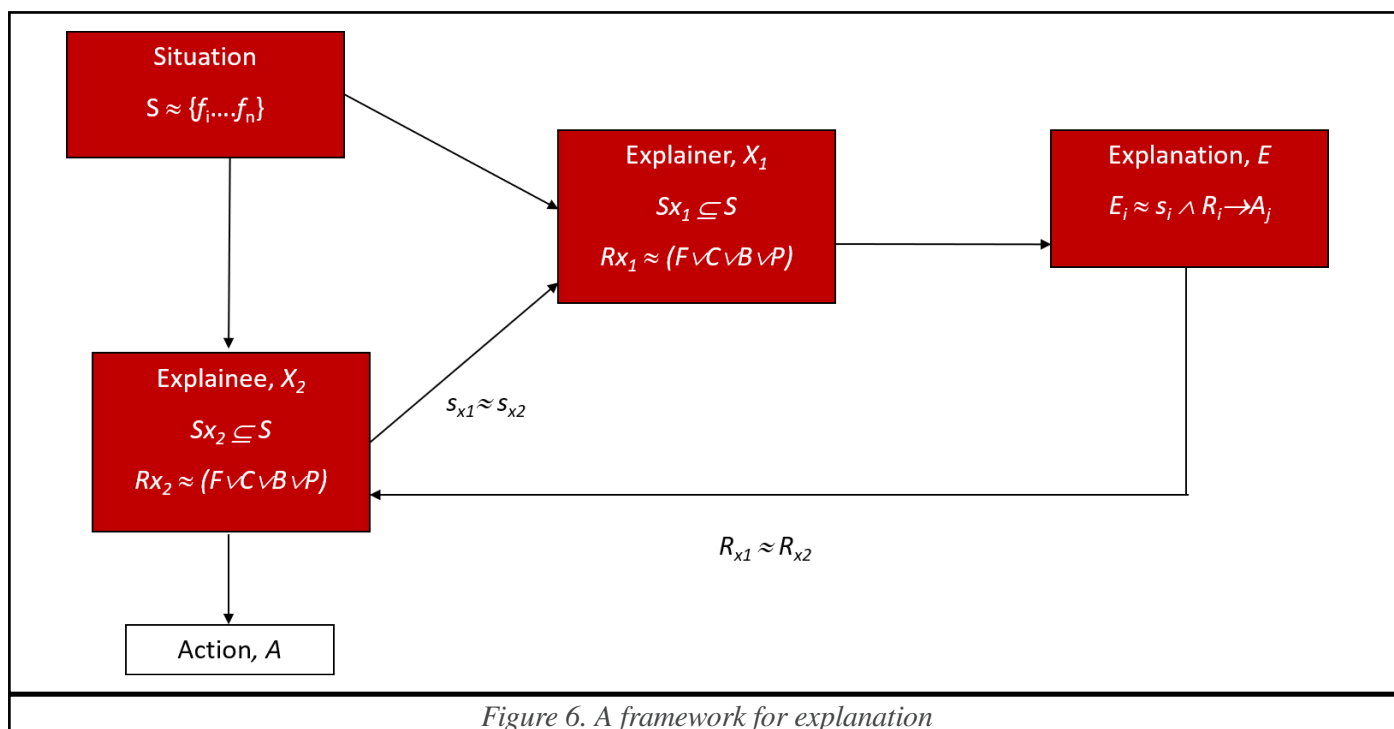 Situation
S ≈ {fᵢ....fₙ}
Explainer, X₁
Sx₁ ⊆ S
Rx₁ ≈ (F∨C∨B∨P)
Explanation, E
Eᵢ ≈ sᵢ ∧ Rᵢ→Aⱼ
Explainee, X₂
Sx₂ ⊆ S
Rx₂ ≈ (F∨C∨B∨P)
sₓ₁≈ sₓ₂
Rₓ₁ ≈ Rₓ₂
Action, A
Figure 6. A framework for explanation